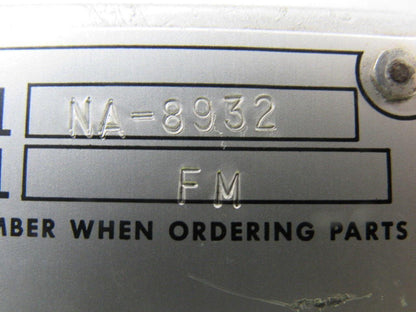 L NA-8932
L FM
MBER WHEN ORDERING PARTS